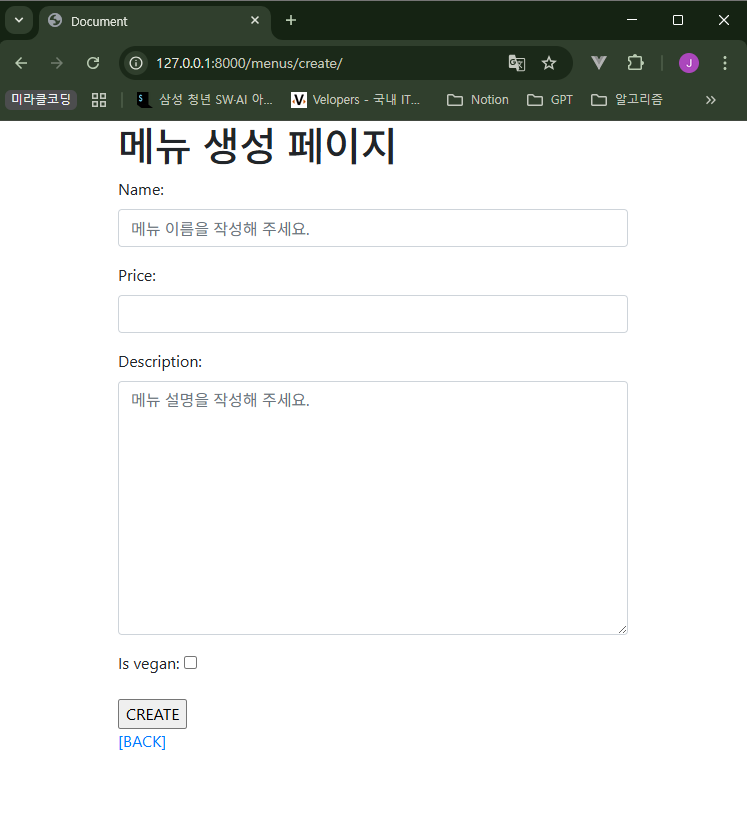 Document
127.0.0.1:8000/menus/create/
J
미라클코딩
삼성 청년 SW·AI 아...
Velopers - 국내 IT...
Notion
GPT
알고리즘
메뉴 생성 페이지
Name:
메뉴 이름을 작성해 주세요.
Price:
Description:
메뉴 설명을 작성해 주세요.
Is vegan:
CREATE
[BACK]